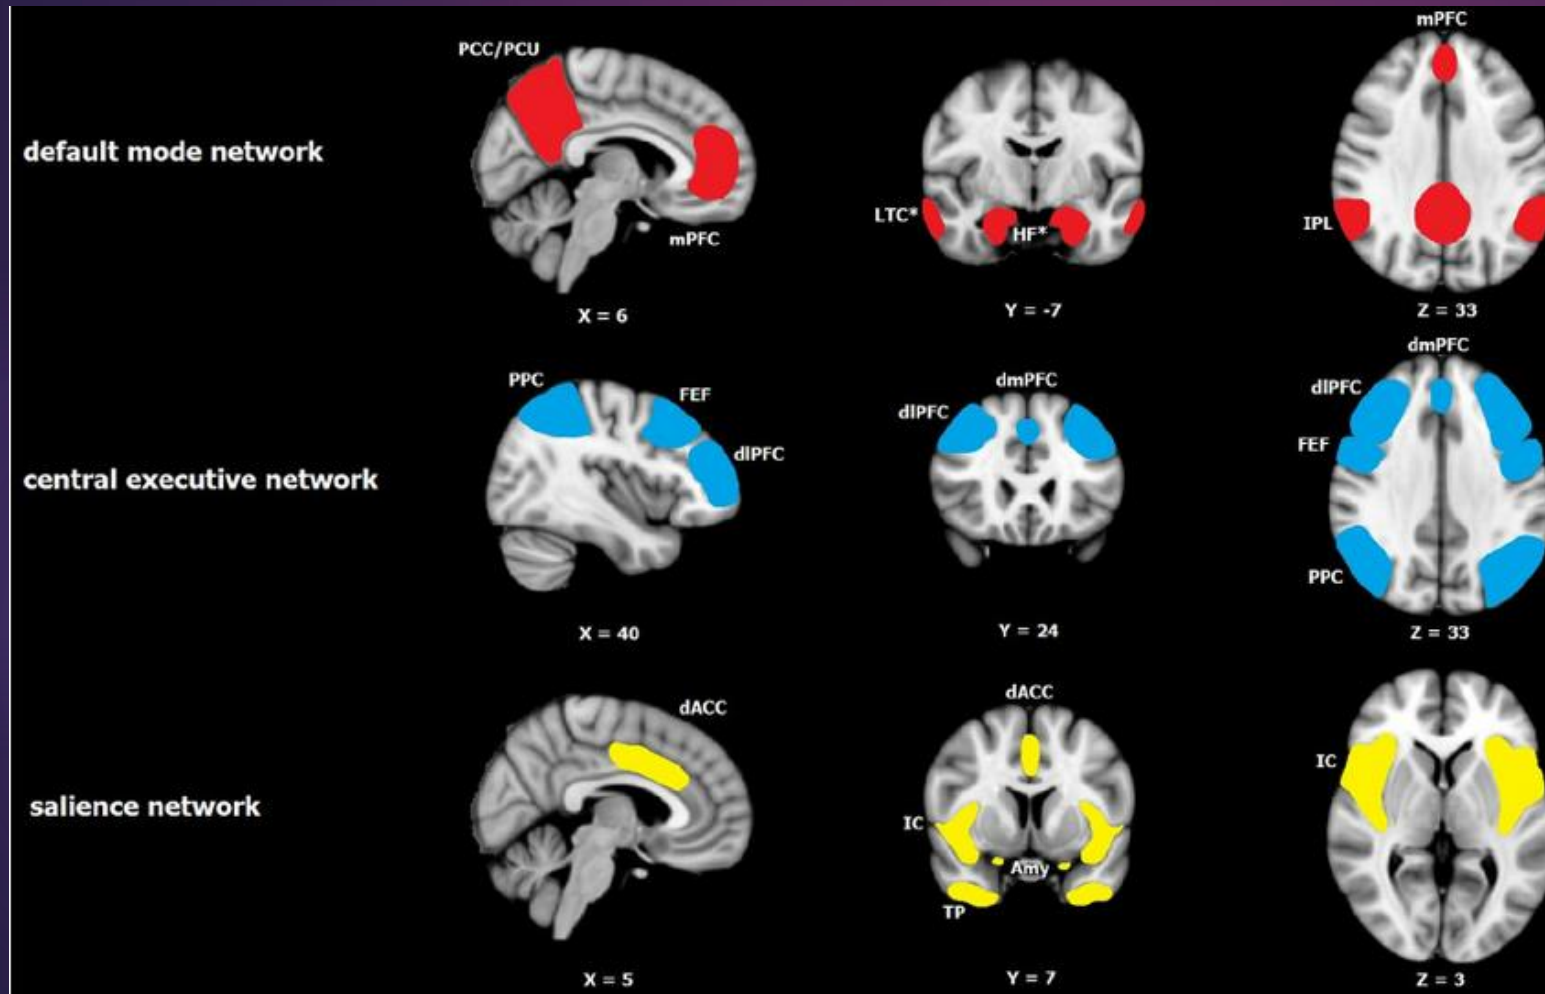 default mode network
PCC/PCU
mPFC
X = 6
LTC*
HF*
Y = -7
mPFC
IPL
Z = 33
central executive network
PPC
FEF
dlPFC
X = 40
dmPFC
dlPFC
Y = 24
dmPFC
dlPFC
FEF
PPC
Z = 33
salience network
dACC
X = 5
dACC
IC
Amy
TP
Y = 7
IC
Z = 3